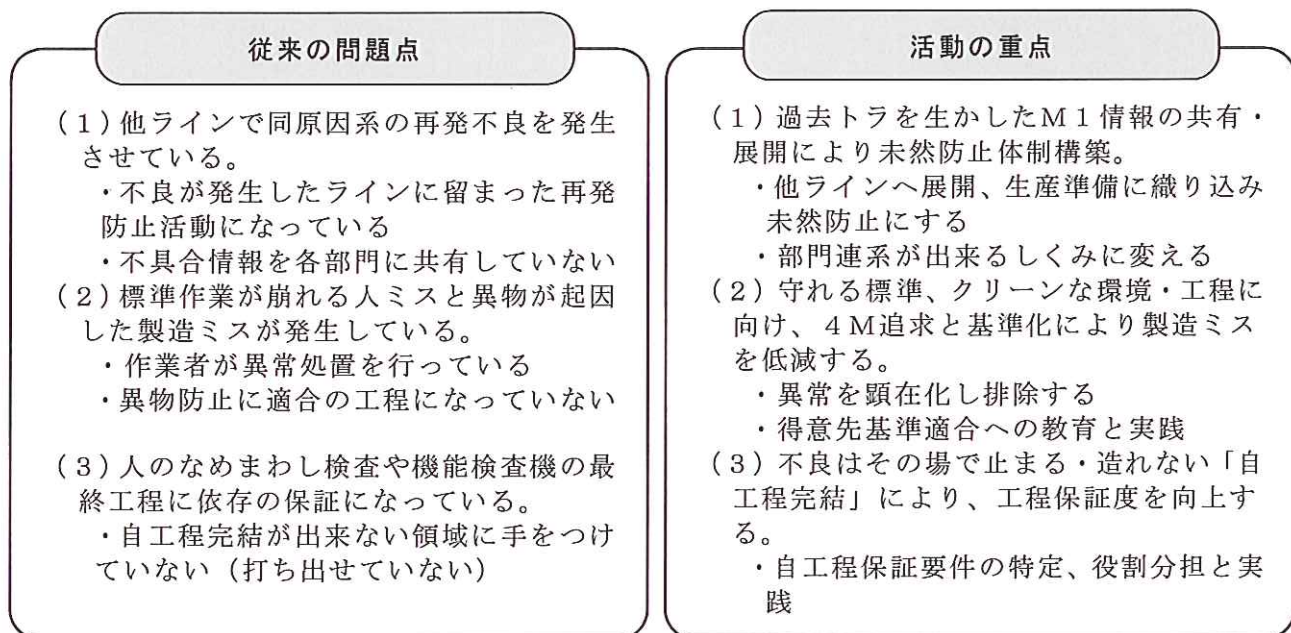 従来の問題点
(1)他ラインで同原因系の再発不良を発生
させている。
・不良が発生したラインに留まった再発
防止活動になっている
・不具合情報を各部門に共有していない
(2)標準作業が崩れる人ミスと異物が起因
した製造ミスが発生している。
・作業者が異常処置を行っている
・異物防止に適合の工程になっていない
(3)人のなめまわし検査や機能検査機の最
終工程に依存の保証になっている。
・自工程完結が出来ない領域に手をつけ
ていない(打ち出せていない)
活動の重点
(1)過去トラを生かしたM1情報の共有・
展開により未然防止体制構築。
・他ラインへ展開、生産準備に織り込み
未然防止にする
・部門連系が出来るしくみに変える
(2)守れる標準、クリーンな環境・工程に
向け、4M追求と基準化により製造ミス
を低減する。
・異常を顕在化し排除する
・得意先基準適合への教育と実践
(3)不良はその場で止まる・造れない「自
工程完結」により、工程保証度を向上す
る。
・自工程保証要件の特定、役割分担と実
践